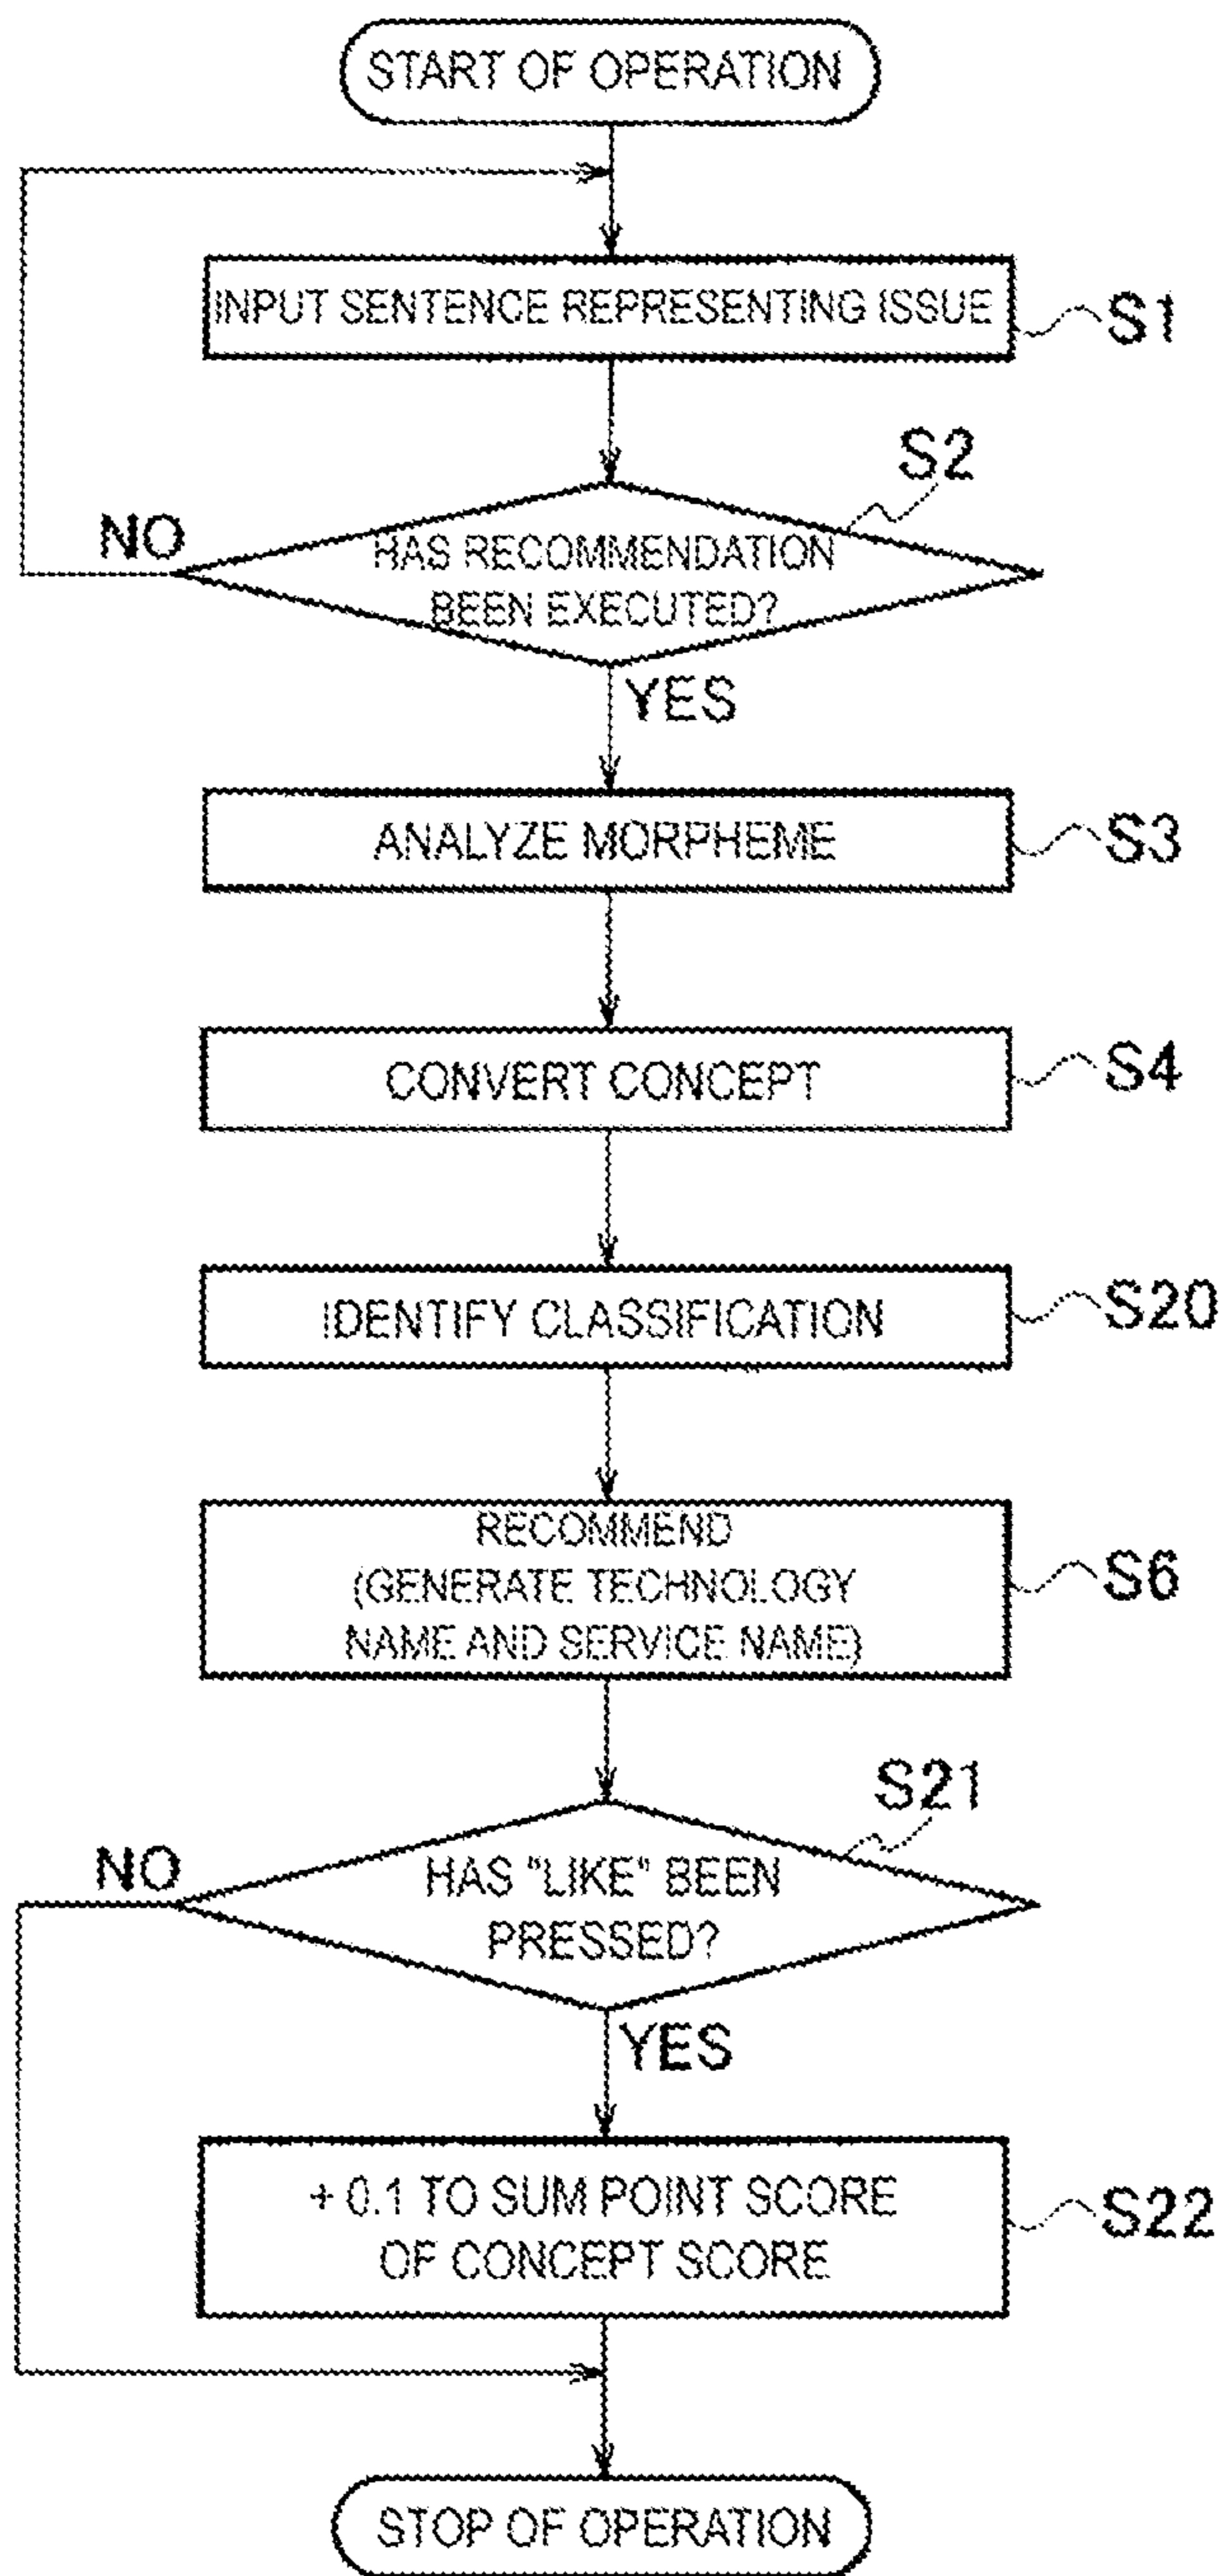 START OF OPERATION
INPUT SENTENCE REPRESENTING ISSUE
S1
S2
NO
HAS RECOMMENDATION
BEEN EXECUTED?
YES
ANALYZE MORPHEME
S3
CONVERT CONCEPT
S4
IDENTIFY CLASSIFICATION
S20
RECOMMEND
(GENERATE TECHNOLOGY
NAME AND SERVICE NAME)
S6
S21
NO
HAS "LIKE" BEEN
PRESSED?
YES
+ 0.1 TO SUM POINT SCORE
OF CONCEPT SCORE
S22
STOP OF OPERATION